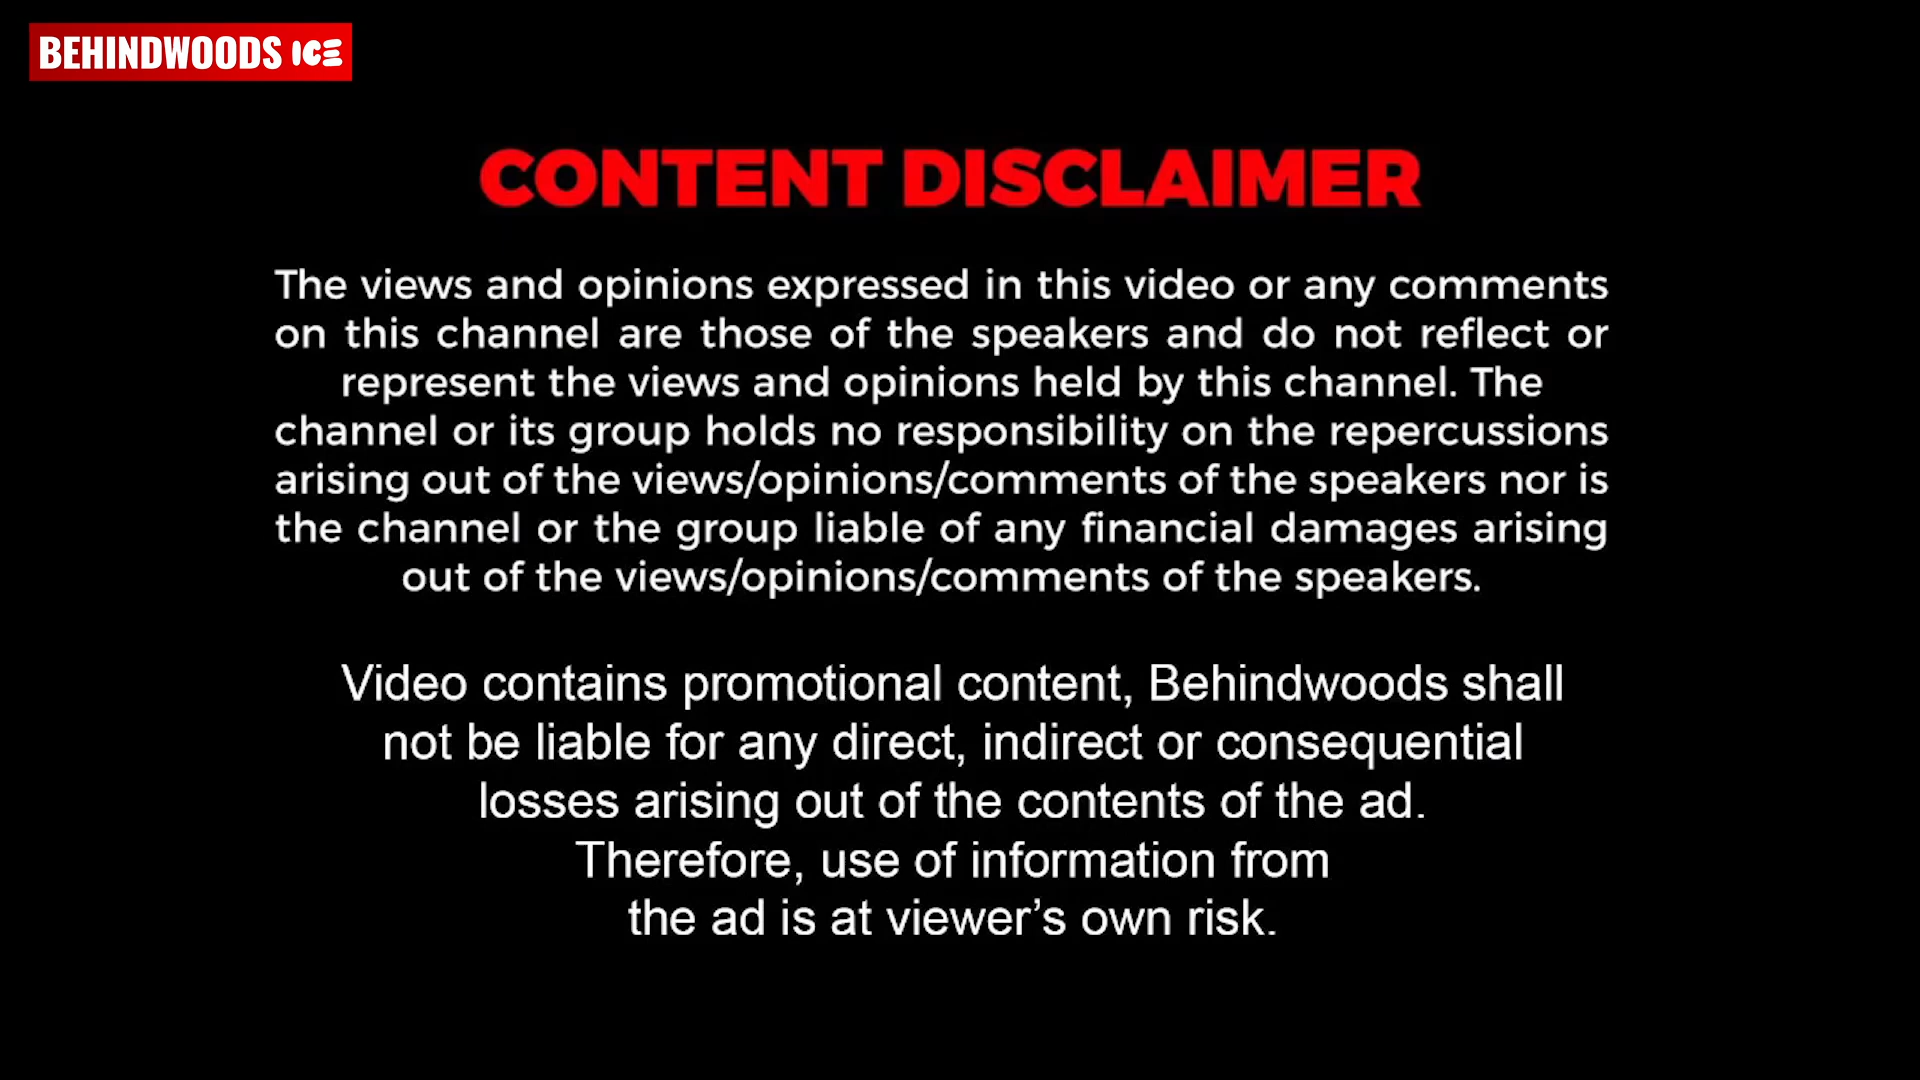 BEHINDWOODS ICE
CONTENT DISCLAIMER
The views and opinions expressed in this video or any comments
on this channel are those of the speakers and do not reflect or
represent the views and opinions held by this channel. The
channel or its group holds no responsibility on the repercussions
arising out of the views/opinions/comments of the speakers nor is
the channel or the group liable of any financial damages arising
out of the views/opinions/comments of the speakers.
Video contains promotional content, Behindwoods shall
not be liable for any direct, indirect or consequential
losses arising out of the contents of the ad.
Therefore, use of information from
the ad is at viewer’s own risk.